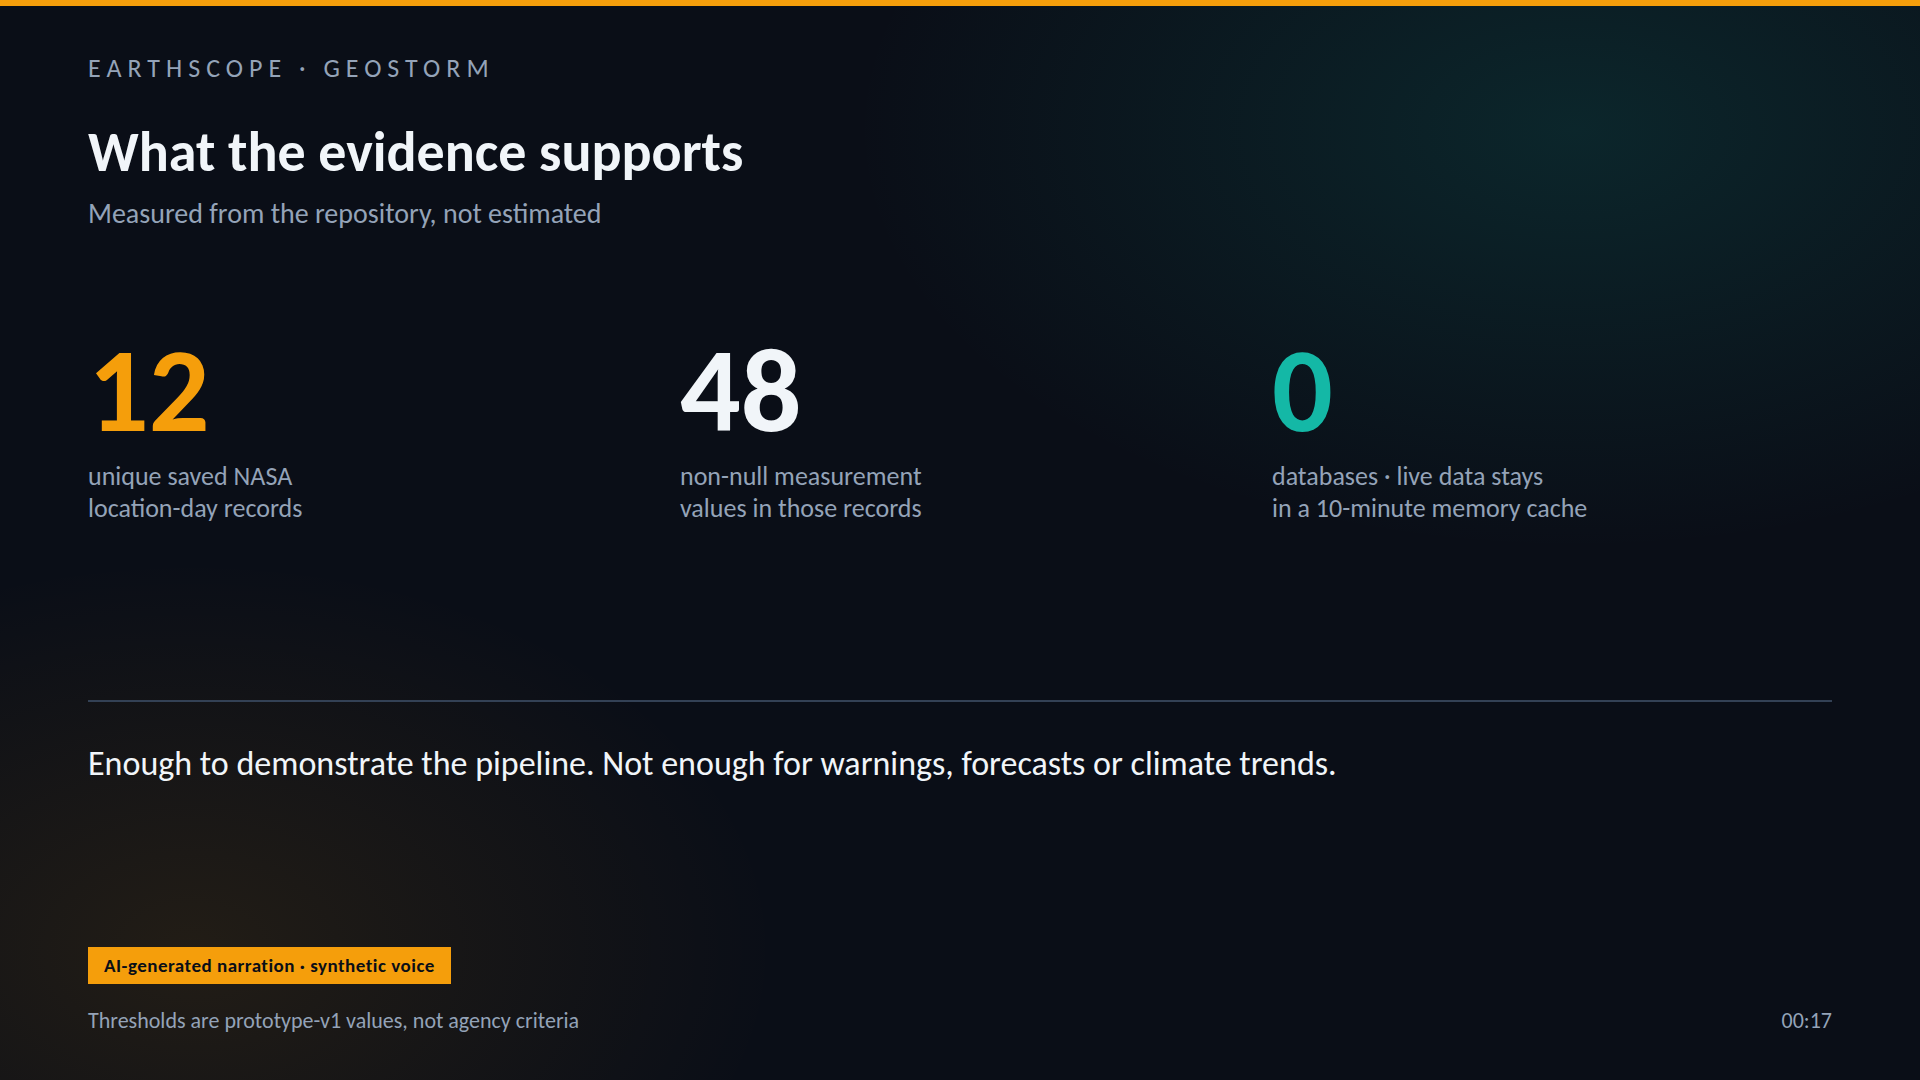 EARTHSCOPE · GEOSTORM
What the evidence supports
Measured from the repository, not estimated
12
unique saved NASA
location-day records
48
non-null measurement
values in those records
0
databases · live data stays
in a 10-minute memory cache
Enough to demonstrate the pipeline. Not enough for warnings, forecasts or climate trends.
AI-generated narration · synthetic voice
Thresholds are prototype-v1 values, not agency criteria
00:17